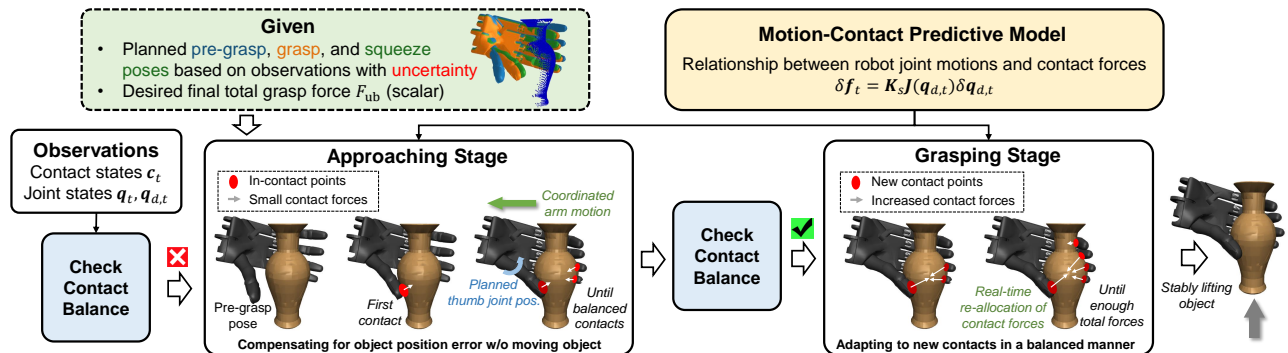 Given
• Planned pre-grasp, grasp, and squeeze
poses based on observations with uncertainty
• Desired final total grasp force F_ub (scalar)
Motion-Contact Predictive Model
Relationship between robot joint motions and contact forces
δf_t = K_s J(q_{d,t})δq_{d,t}
Observations
Contact states c_t
Joint states q_t, q_{d,t}
Check
Contact
Balance
Approaching Stage
In-contact points
Small contact forces
Coordinated
arm motion
Pre-grasp
pose
First
contact
Planned
thumb joint pos.
Until
balanced
contacts
Compensating for object position error w/o moving object
Check
Contact
Balance
Grasping Stage
New contact points
Increased contact forces
Real-time
re-allocation of
contact forces
Until
enough
total forces
Adapting to new contacts in a balanced manner
Stably lifting
object